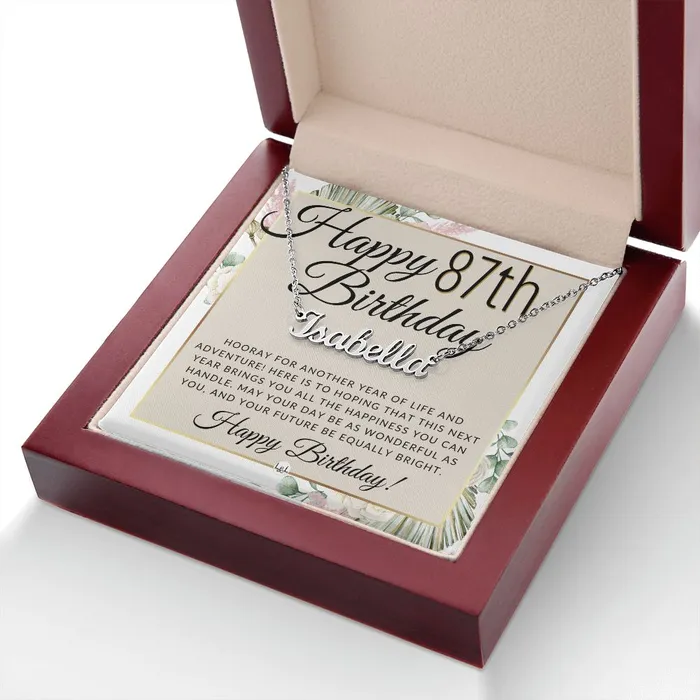 Happy 87th
Birthday
Isabella
HOORAY FOR ANOTHER YEAR OF LIFE AND
ADVENTURE! HERE IS TO HOPING THAT THIS NEXT
YEAR BRINGS YOU ALL THE HAPPINESS YOU CAN
HANDLE. MAY YOUR DAY BE AS WONDERFUL AS
YOU, AND YOUR FUTURE BE EQUALLY BRIGHT.
Happy Birthday!